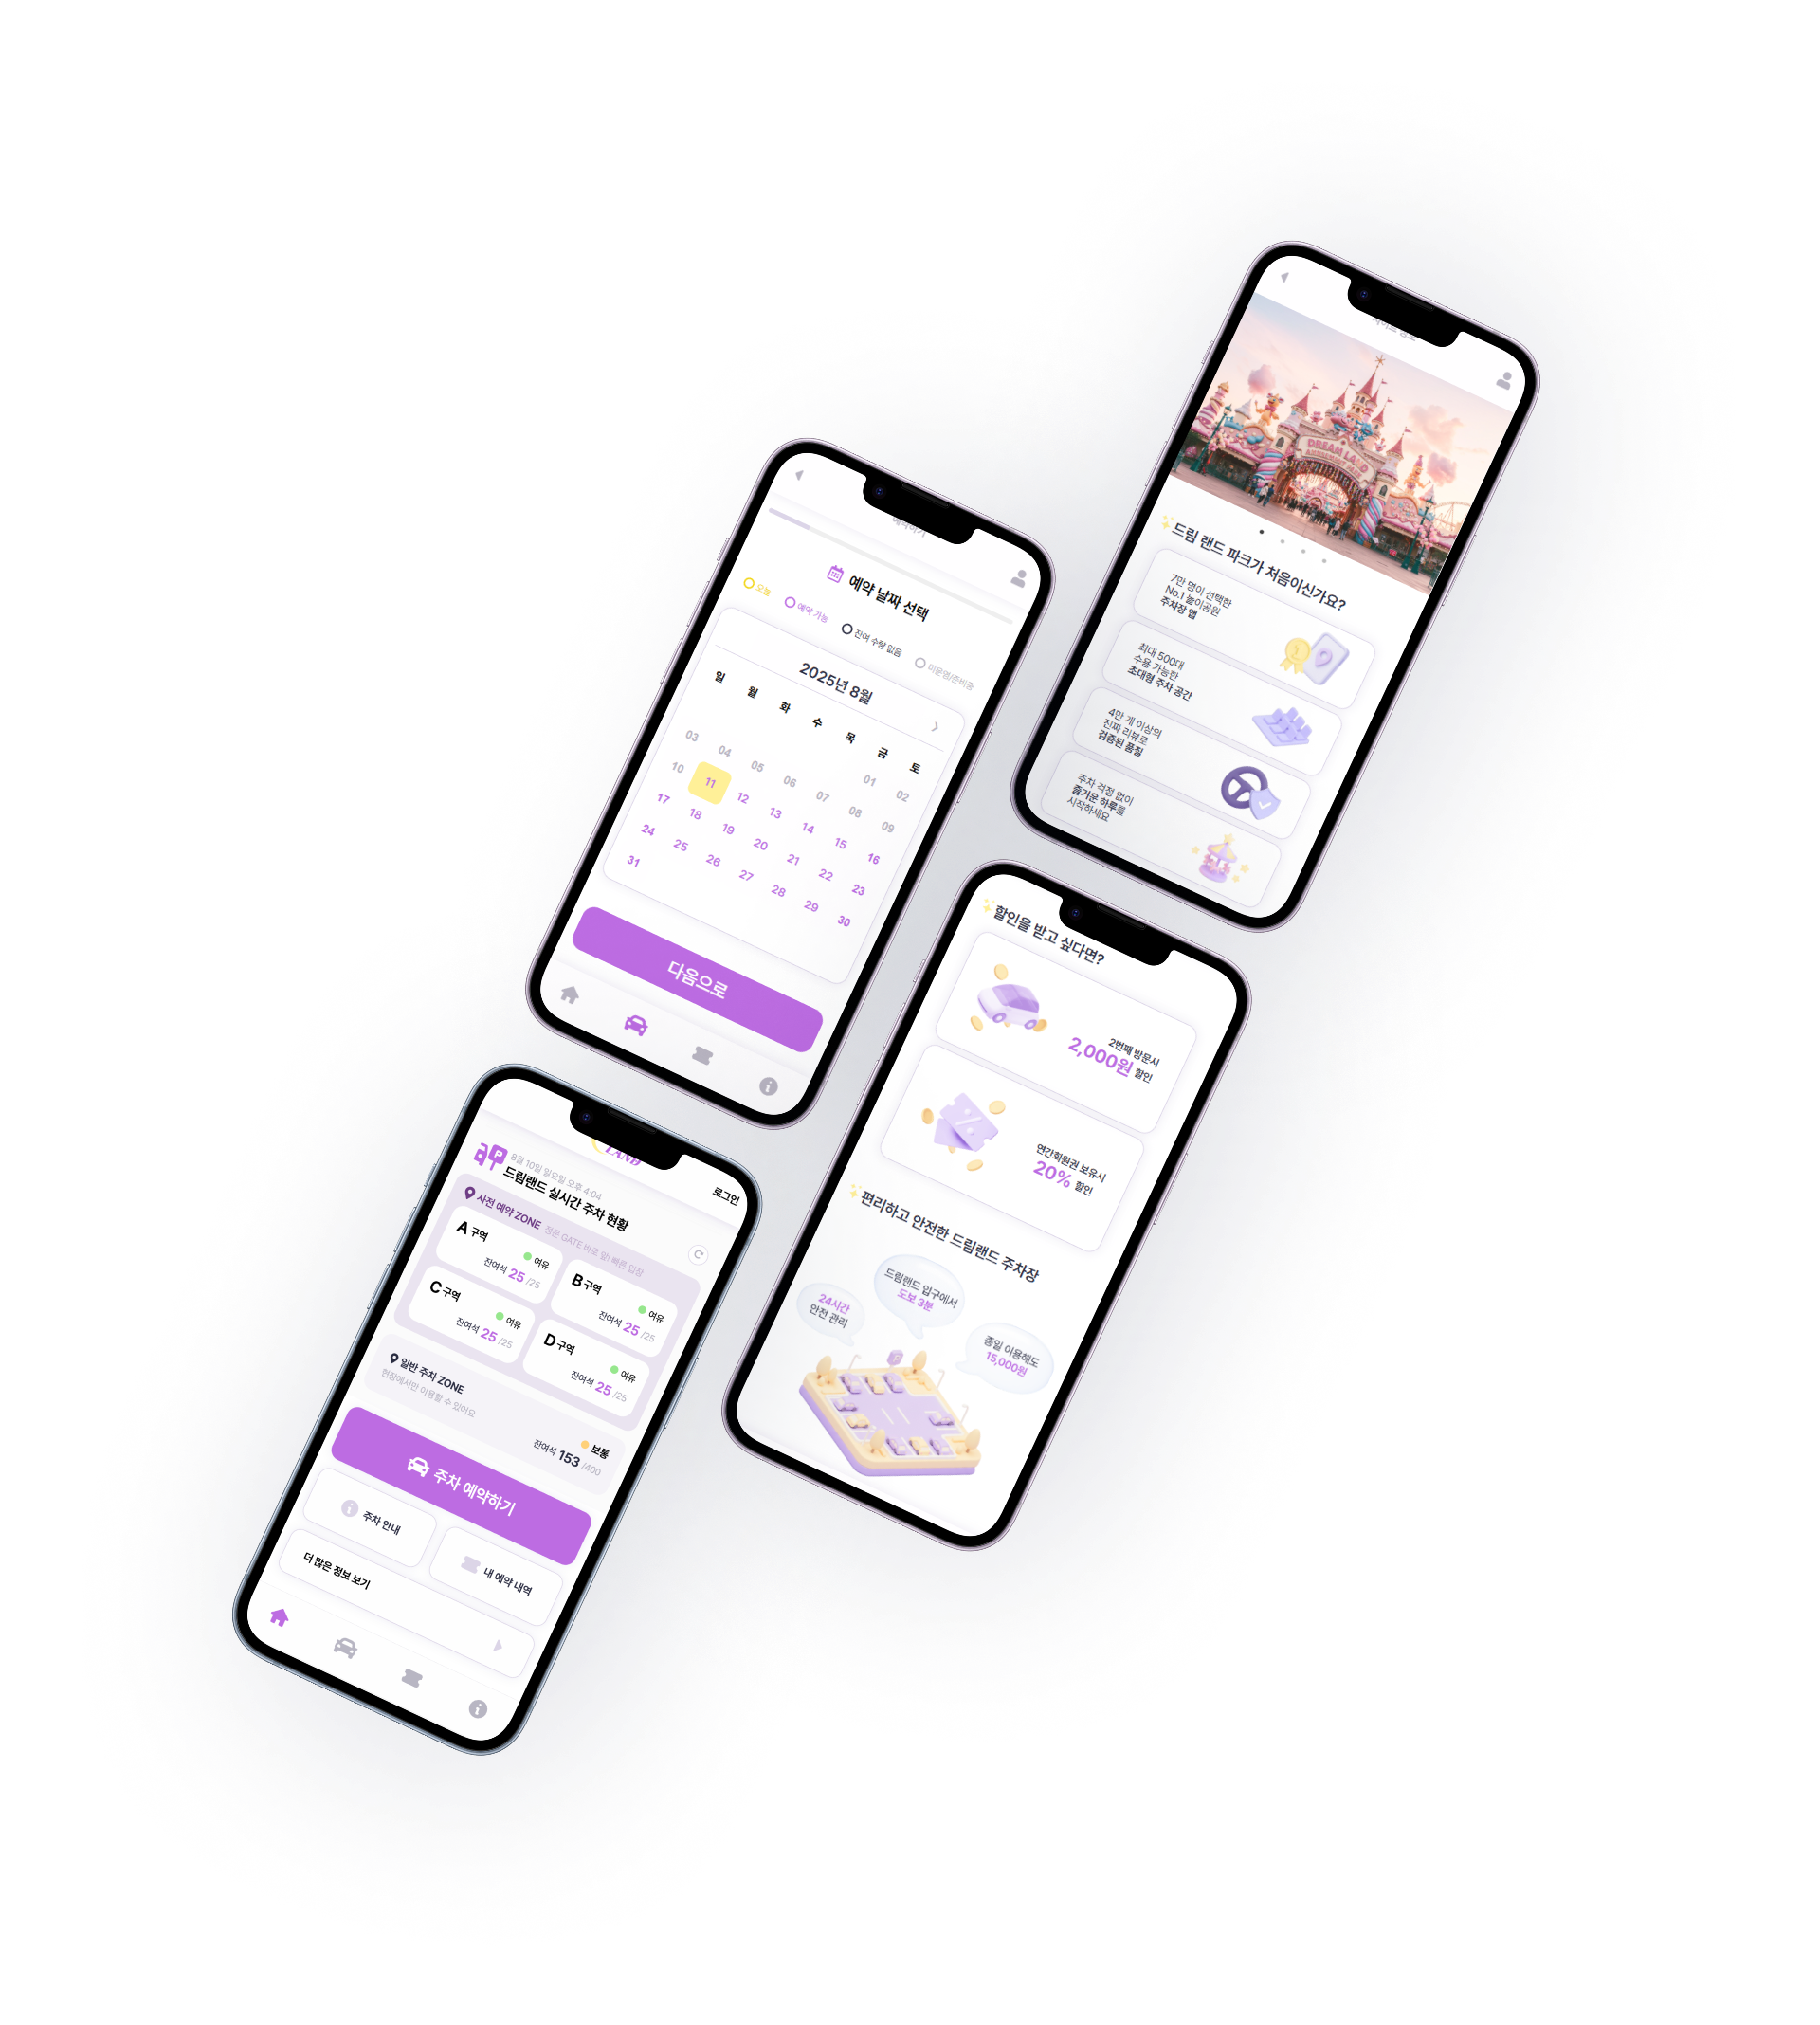 DREAM LAND
AMUSEMENT PARK
드림 랜드 파크가 처음이신가요?
7만 명이 선택한
No.1 놀이공원
주차장 앱
최대 500대
수용 가능한
초대형 주차 공간
4만 개 이상의
진짜 리뷰로
검증된 품질
주차 걱정 없이
즐거운 하루를
시작하세요
예약 날짜 선택
오늘 예약 가능 잔여 수량 없음 미운영/준비중
2025년 8월
일 월 화 수 목 금 토
01 02
03 04 05 06 07 08 09
10 11 12 13 14 15 16
17 18 19 20 21 22 23
24 25 26 27 28 29 30
31
다음으로
할인을 받고 싶다면?
2번째 방문시
2,000원 할인
연간회원권 보유시
20% 할인
편리하고 안전한 드림랜드 주차장
24시간
안전 관리
드림랜드 입구에서
도보 3분
종일 이용해도
15,000원
P
LAND
로그인
P
8월 10일 일요일 오후 4:04
드림랜드 실시간 주차 현황
사전 예약 ZONE 정문 GATE 바로 앞! 빠른 입장
A 구역
여유
잔여석 25 /25
B 구역
여유
잔여석 25 /25
C 구역
여유
잔여석 25 /25
D 구역
여유
잔여석 25 /25
일반 주차 ZONE
현장에서만 이용할 수 있어요
보통
잔여석 153 /400
주차 예약하기
주차 안내
내 예약 내역
더 많은 정보 보기